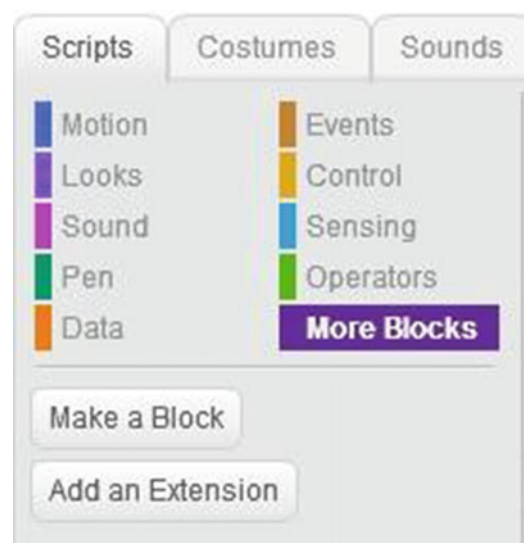 Scripts Costumes Sounds
Motion Events
Looks Control
Sound Sensing
Pen Operators
Data More Blocks
Make a Block
Add an Extension